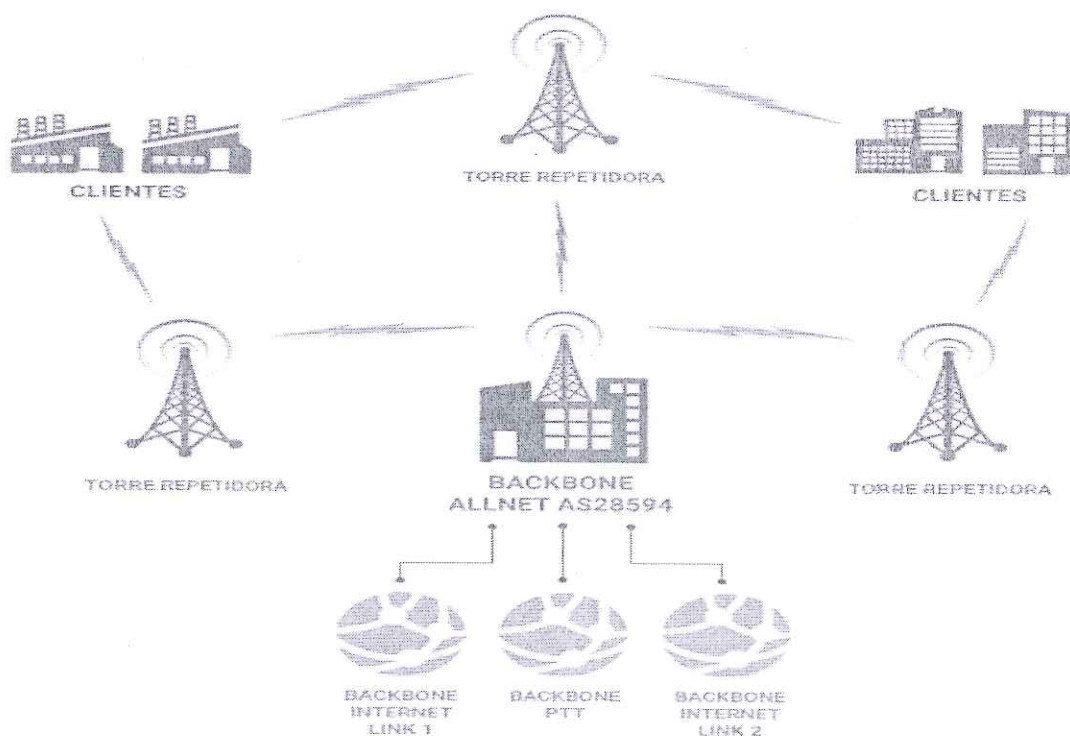 TORRE REPETIDORA
CLIENTES
CLIENTES
TORRE REPETIDORA
BACKBONE
ALLNET AS28594
TORRE REPETIDORA
BACKBONE
INTERNET
LINK 1
BACKBONE
PTT
BACKBONE
INTERNET
LINK 2